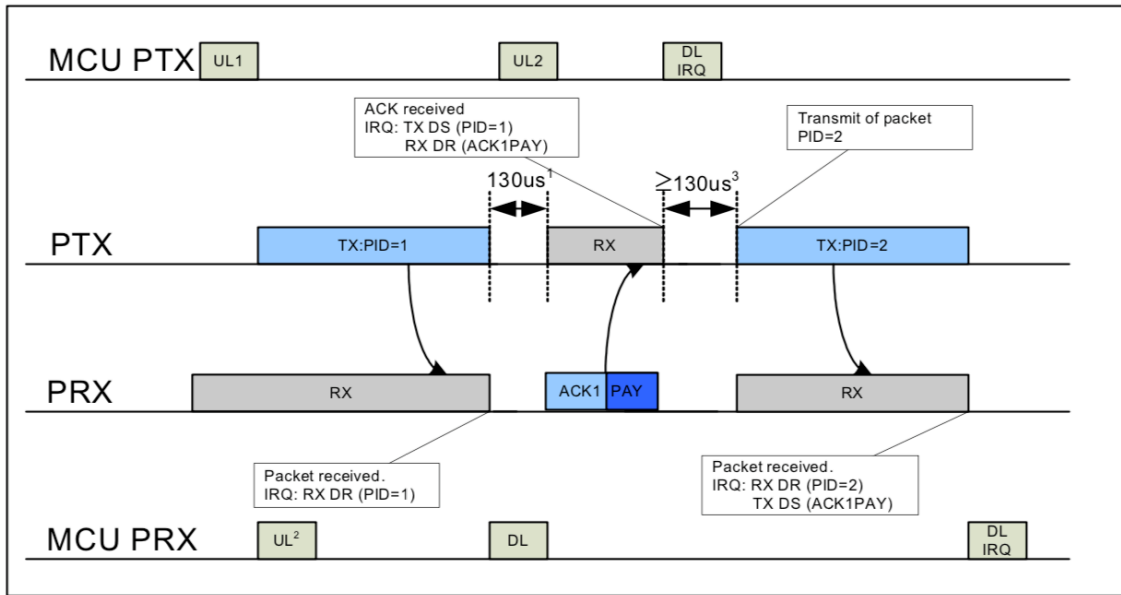 MCU PTX
UL1
UL2
DL
IRQ
ACK received
IRQ: TX DS (PID=1)
RX DR (ACK1PAY)
Transmit of packet
PID=2
130us¹
≥130us³
PTX
TX:PID=1
RX
TX:PID=2
PRX
RX
ACK1 PAY
RX
Packet received.
IRQ: RX DR (PID=1)
Packet received.
IRQ: RX DR (PID=2)
TX DS (ACK1PAY)
MCU PRX
UL²
DL
DL
IRQ